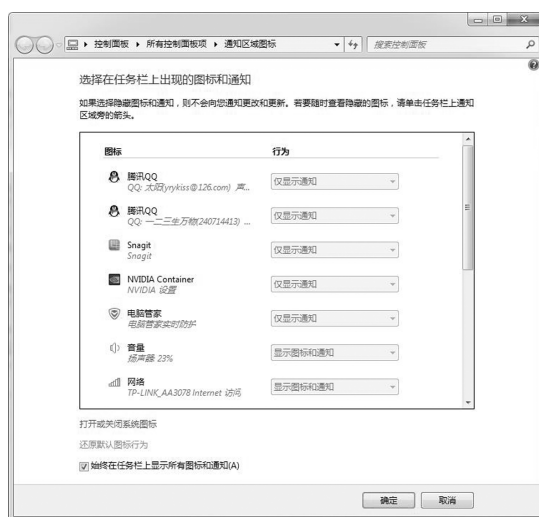 控制面板 ▸ 所有控制面板项 ▸ 通知区域图标
搜索控制面板
选择在任务栏上出现的图标和通知
如果选择隐藏图标和通知，则不会向您通知更改和更新。若要随时查看隐藏的图标，请单击任务栏上通知
区域旁的箭头。
图标 行为
腾讯QQ
QQ: 太阳(yrykiss@126.com) 声... 仅显示通知
腾讯QQ
QQ: 一二三生万物(240714413) ... 仅显示通知
Snagit
Snagit 仅显示通知
NVIDIA Container
NVIDIA 设置 仅显示通知
电脑管家
电脑管家实时防护 仅显示通知
音量
扬声器 23% 显示图标和通知
网络
TP-LINK_AA3078 Internet 访问 显示图标和通知
打开或关闭系统图标
还原默认图标行为
始终在任务栏上显示所有图标和通知(A)
确定 取消